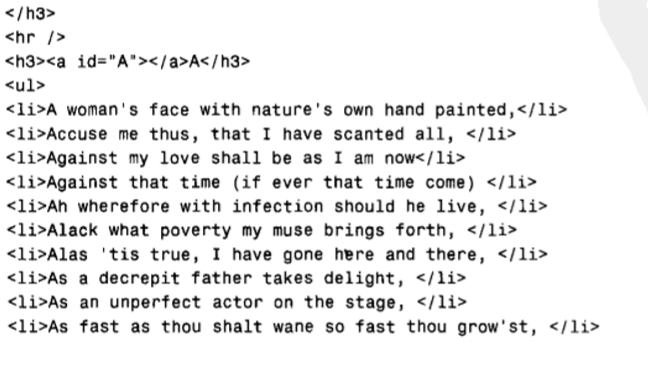 </h3>
<hr />
<h3><a id="A"></a>A</h3>
<ul>
<li>A woman's face with nature's own hand painted,</li>
<li>Accuse me thus, that I have scanted all, </li>
<li>Against my love shall be as I am now</li>
<li>Against that time (if ever that time come) </li>
<li>Ah wherefore with infection should he live, </li>
<li>Alack what poverty my muse brings forth, </li>
<li>Alas 'tis true, I have gone here and there, </li>
<li>As a decrepit father takes delight, </li>
<li>As an unperfect actor on the stage, </li>
<li>As fast as thou shalt wane so fast thou grow'st, </li>